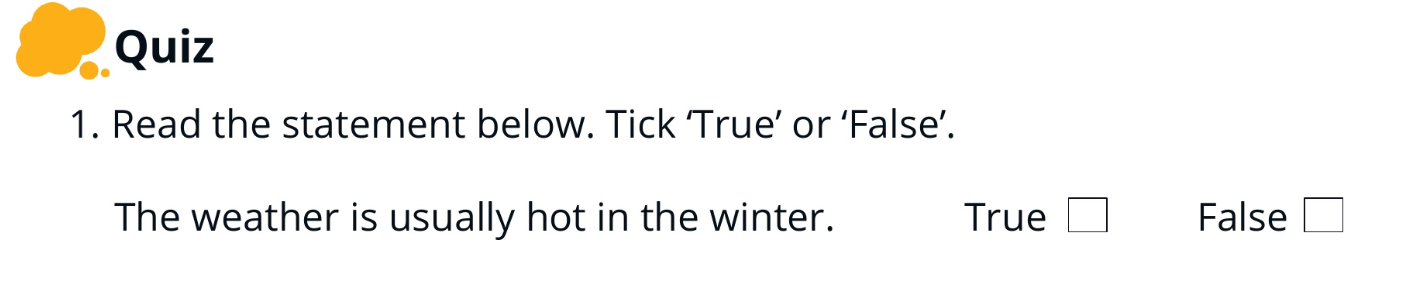 Quiz
1. Read the statement below. Tick ‘True’ or ‘False’.
The weather is usually hot in the winter. True False